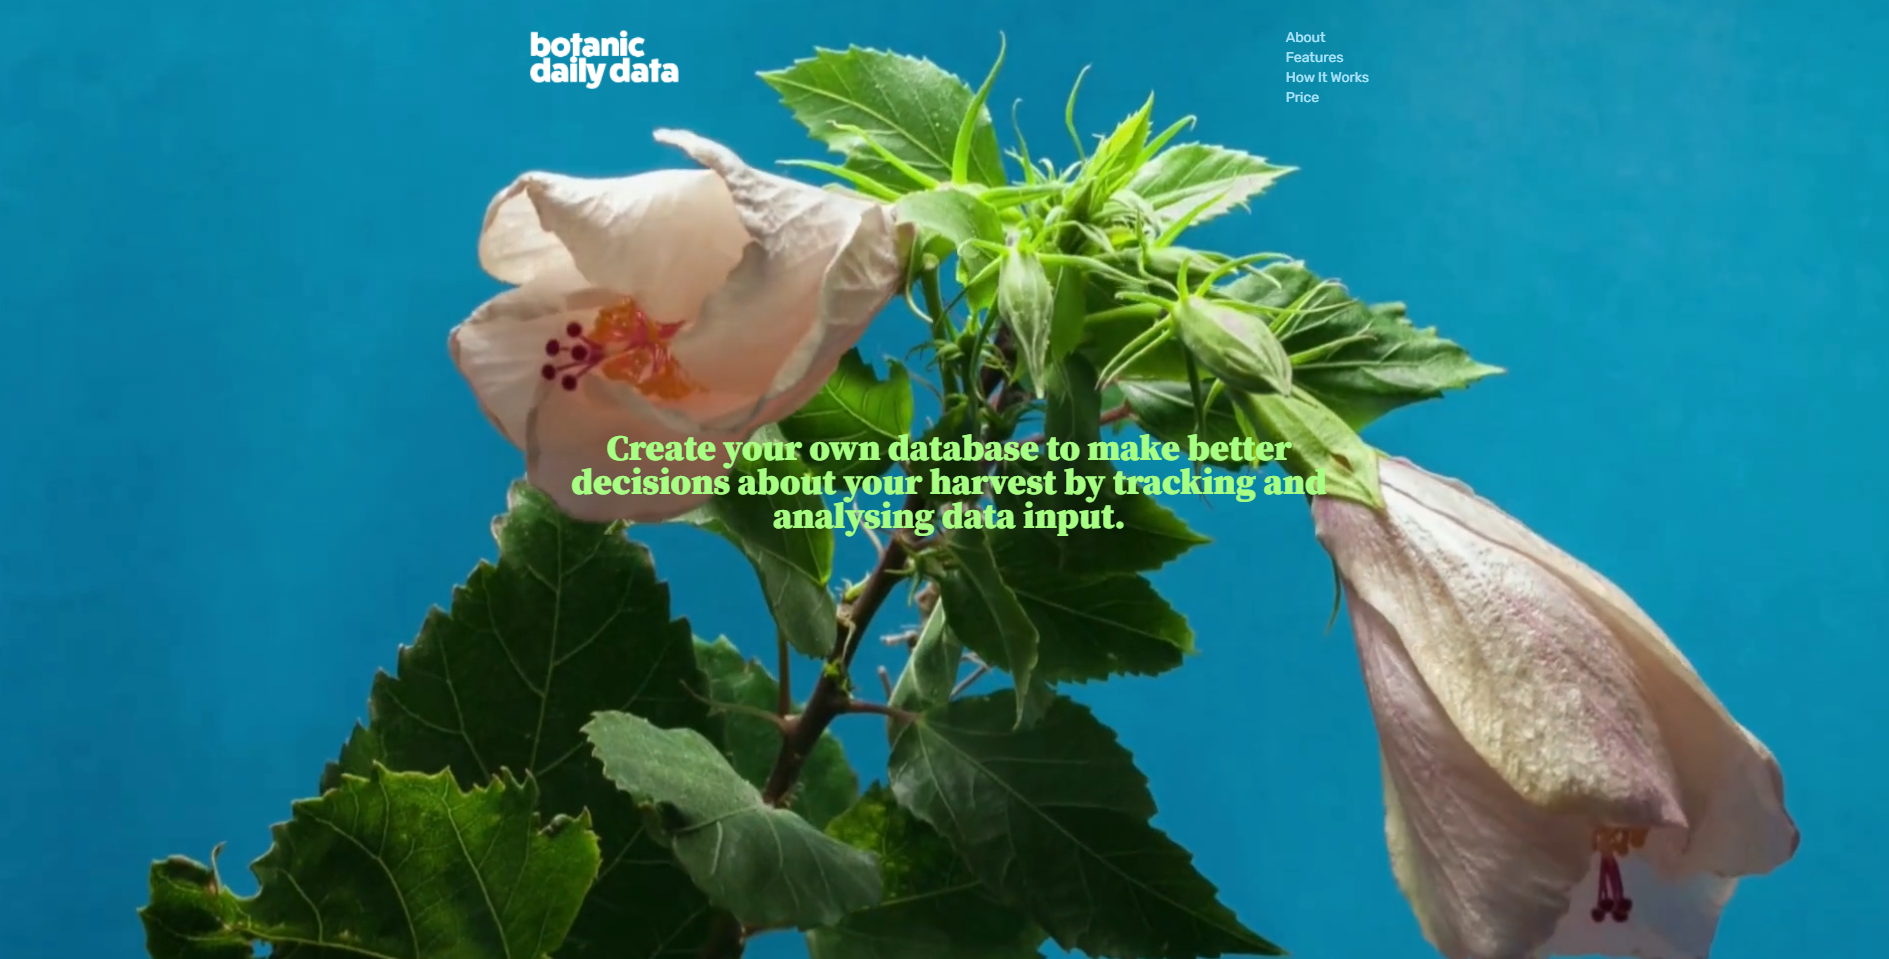 botanic
daily data
About
Features
How It Works
Price
Create your own database to make better
decisions about your harvest by tracking and
analysing data input.